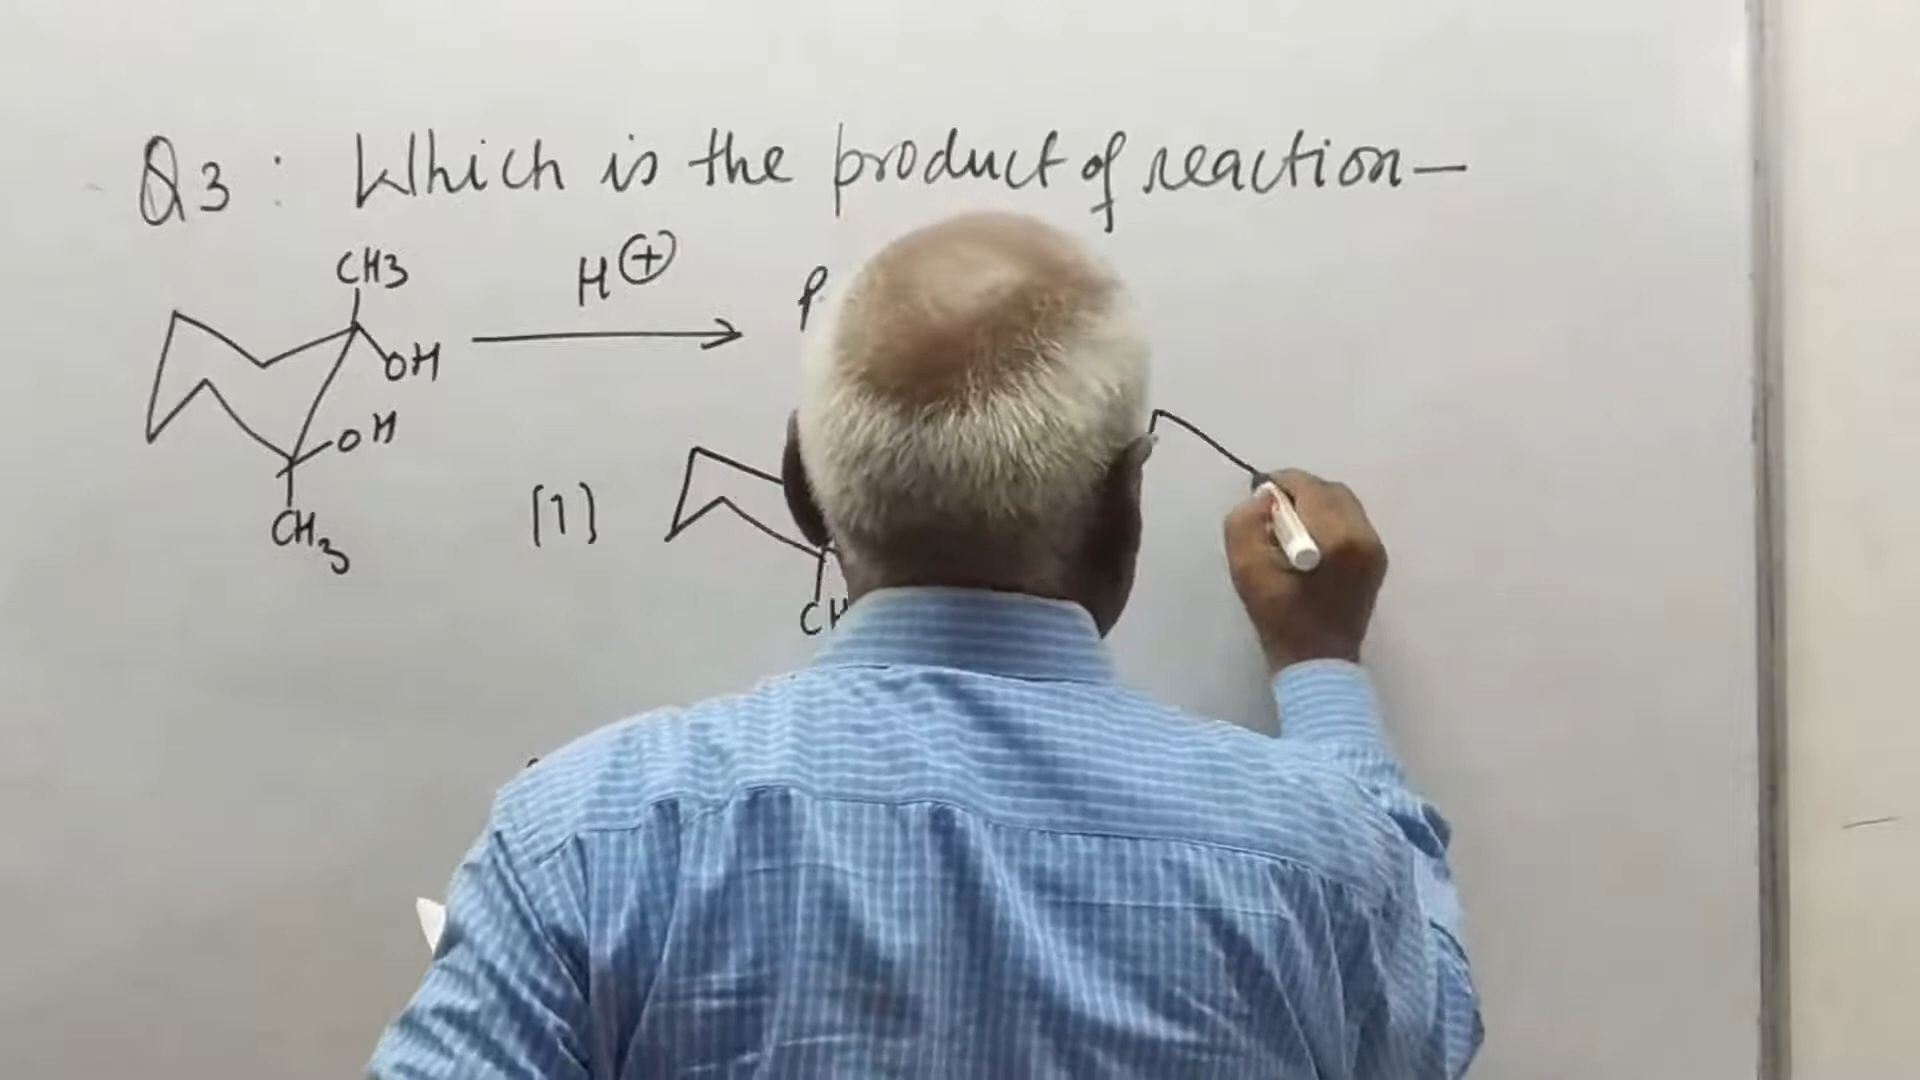 Q3: Which is the product of reaction—
CH3
H⊕
OH
OH
CH3
(1)